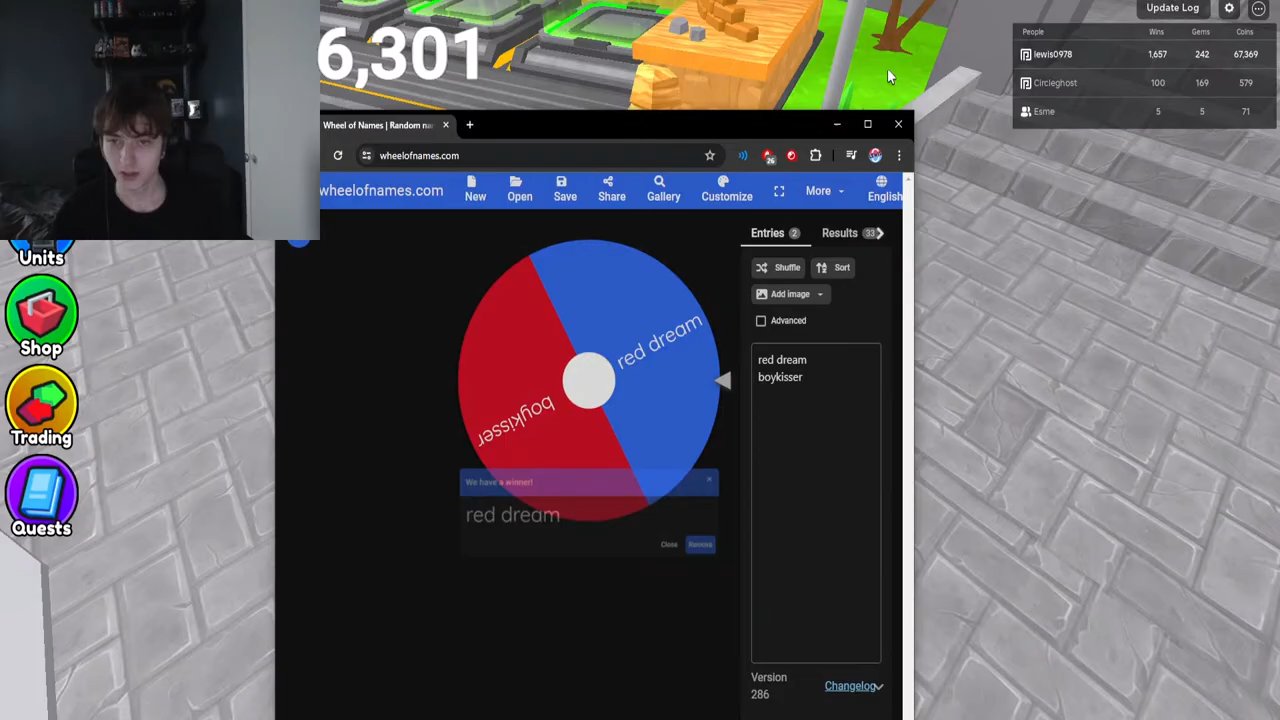 6,301
Update Log
People Wins Gems Coins
lewis0978 1,657 242 67,369
Circleghost 100 169 579
Esme 5 5 71
Units
Shop
Trading
Quests
Wheel of Names | Random na
wheelofnames.com
26
wheelofnames.com
New Open Save Share Gallery Customize More English
Entries 2 Results 33
Shuffle Sort
Add image
Advanced
red dream
boykisser
red dream
boykisser
We have a winner!
red dream
Close Remove
Version
286
Changelog